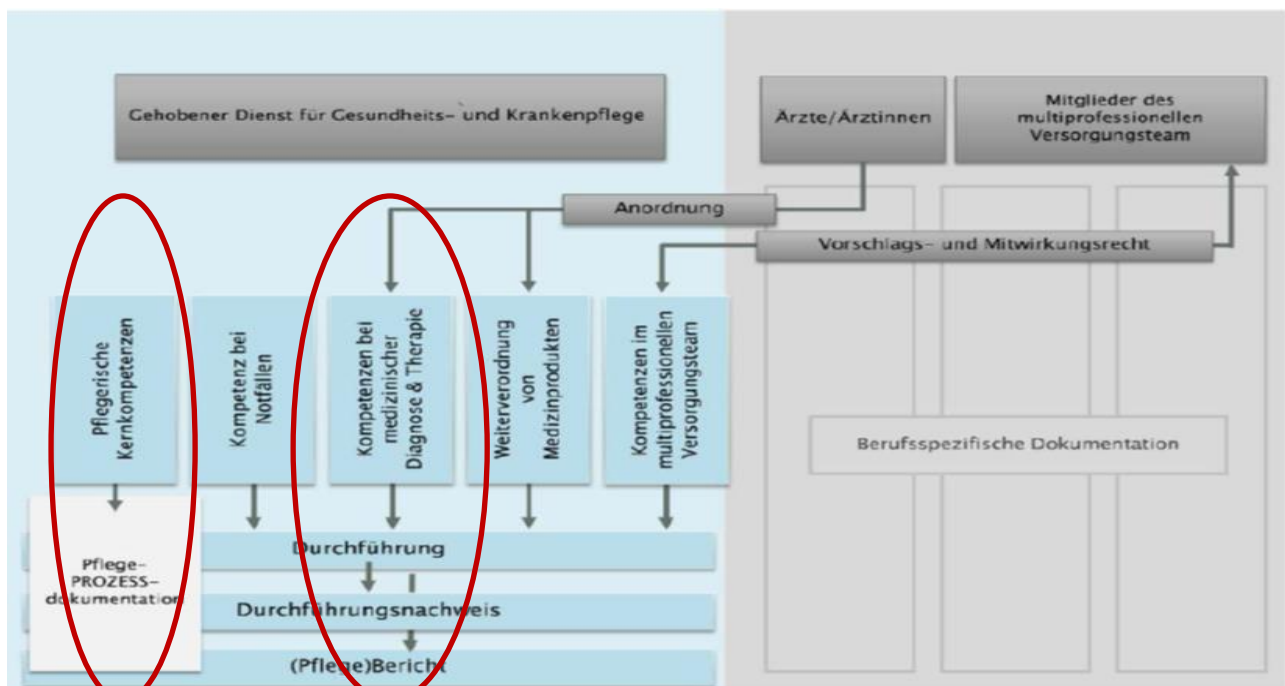 Gehobener Dienst für Gesundheits- und Krankenpflege
Ärzte/Ärztinnen
Mitglieder des
multiprofessionellen
Versorgungsteam
Anordnung
Vorschlags- und Mitwirkungsrecht
Pflegerische
Kernkompetenzen
Kompetenz bei
Notfällen
Kompetenzen bei
medizinischer
Diagnose & Therapie
Weiterverordnung
von
Medizinprodukten
Kompetenzen im
multiprofessionellen
Versorgungsteam
Berufsspezifische Dokumentation
Pflege-
PROZESS-
dokumentation
Durchführung
Durchführungsnachweis
(Pflege)Bericht